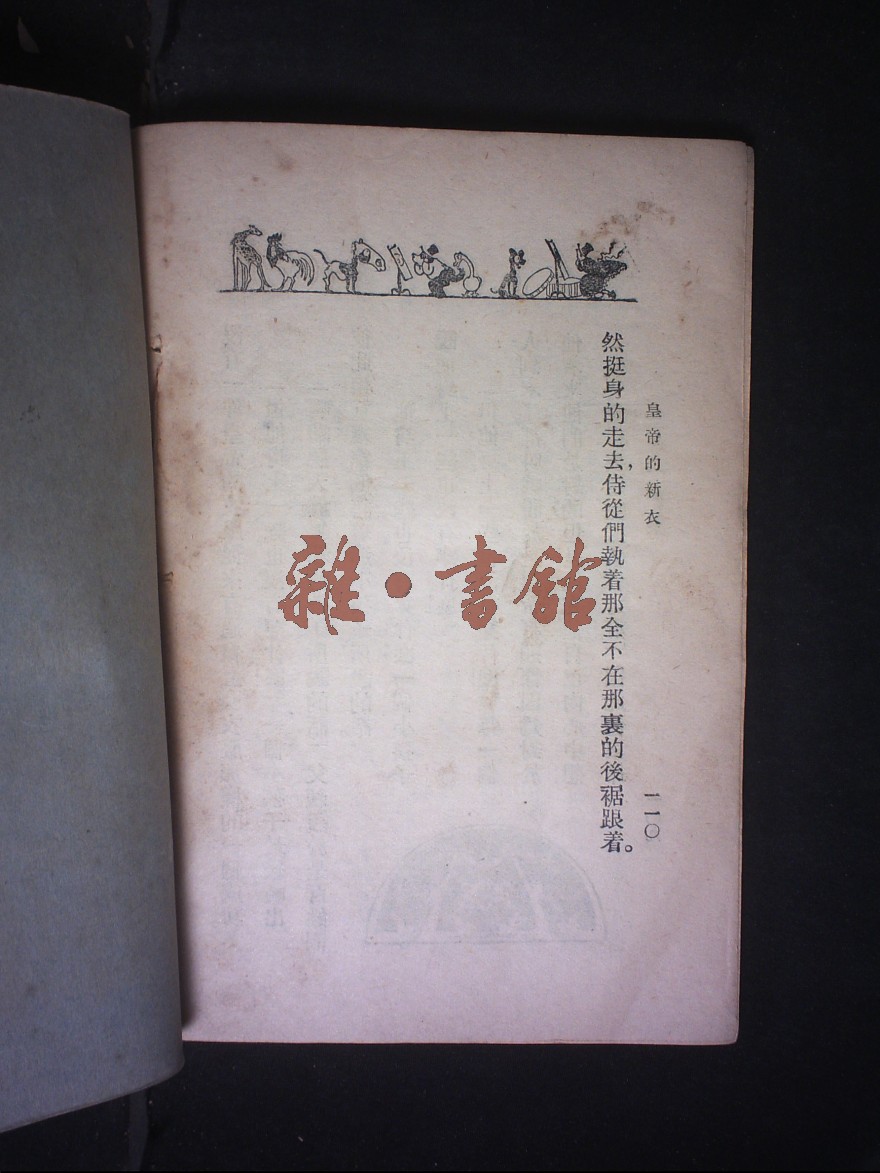 皇帝的新衣
一一〇
然挺身的走去，侍從們執着那全不在那裏的後裾跟着。
雜·書館